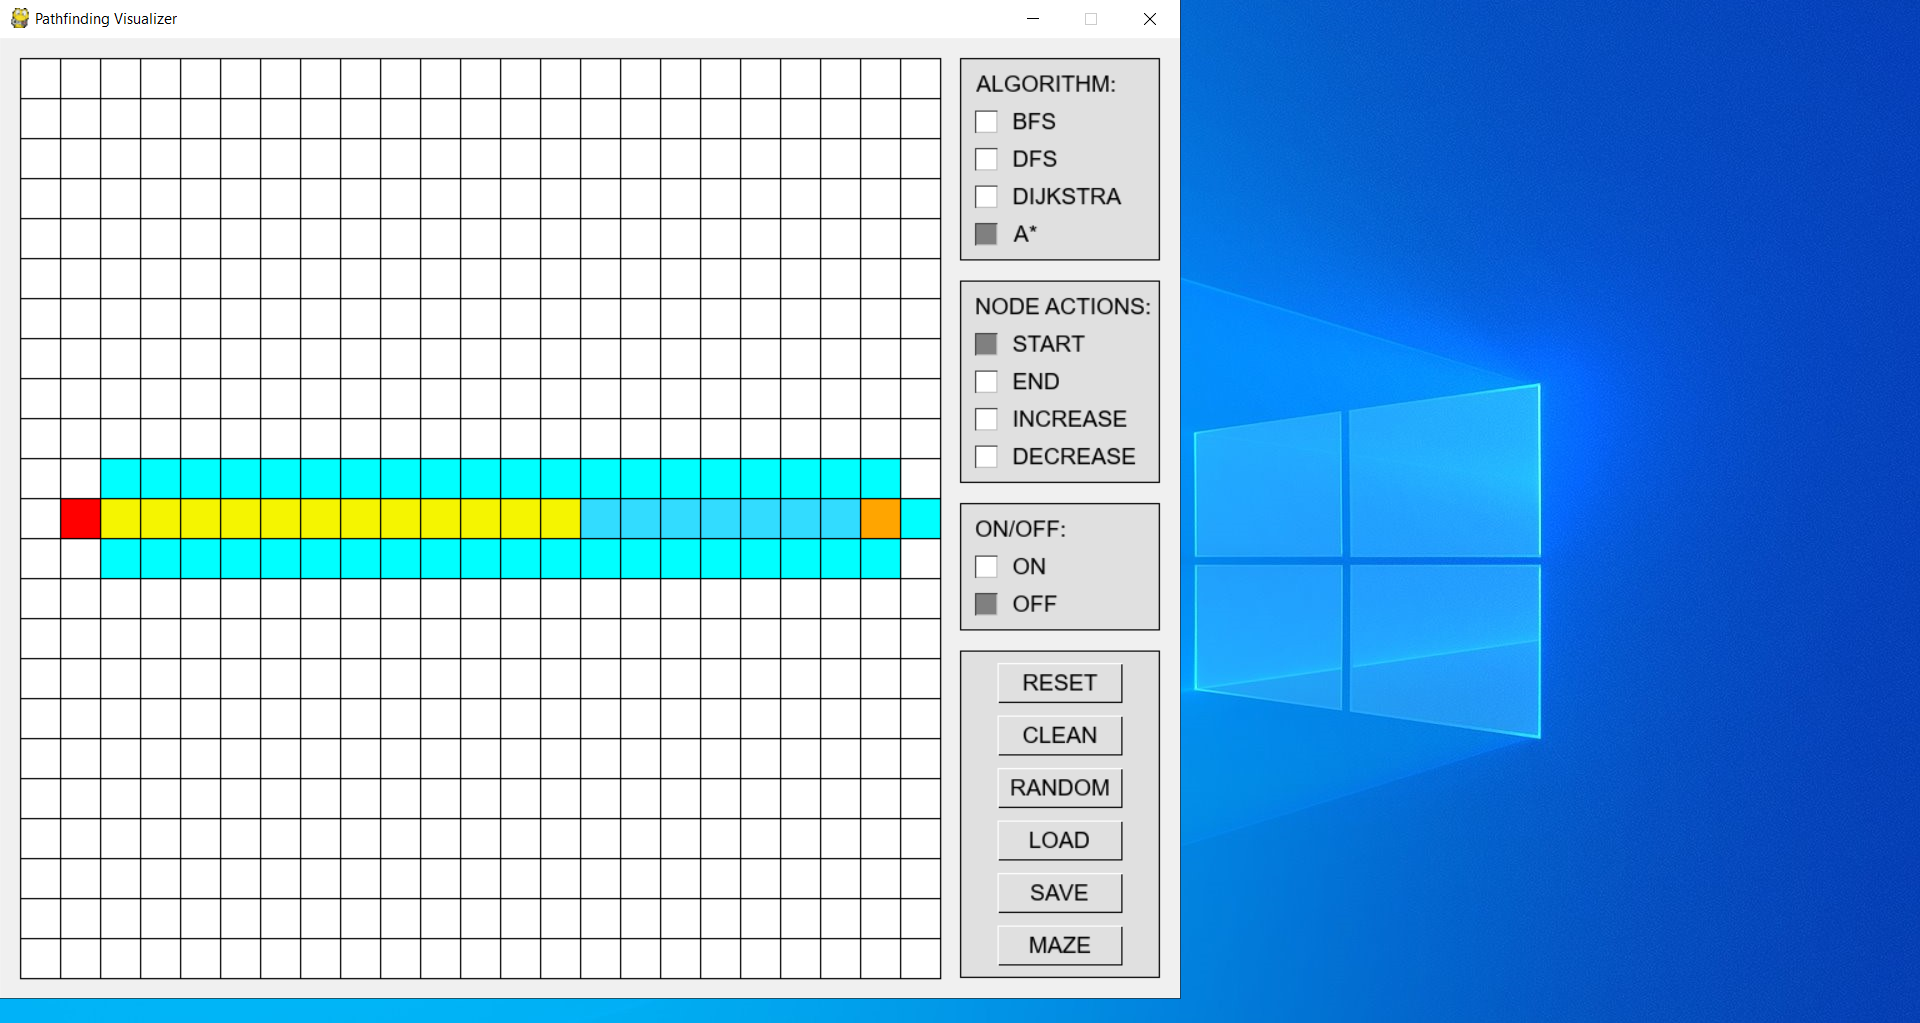 Pathfinding Visualizer
ALGORITHM:
BFS
DFS
DIJKSTRA
A*
NODE ACTIONS:
START
END
INCREASE
DECREASE
ON/OFF:
ON
OFF
RESET
CLEAN
RANDOM
LOAD
SAVE
MAZE